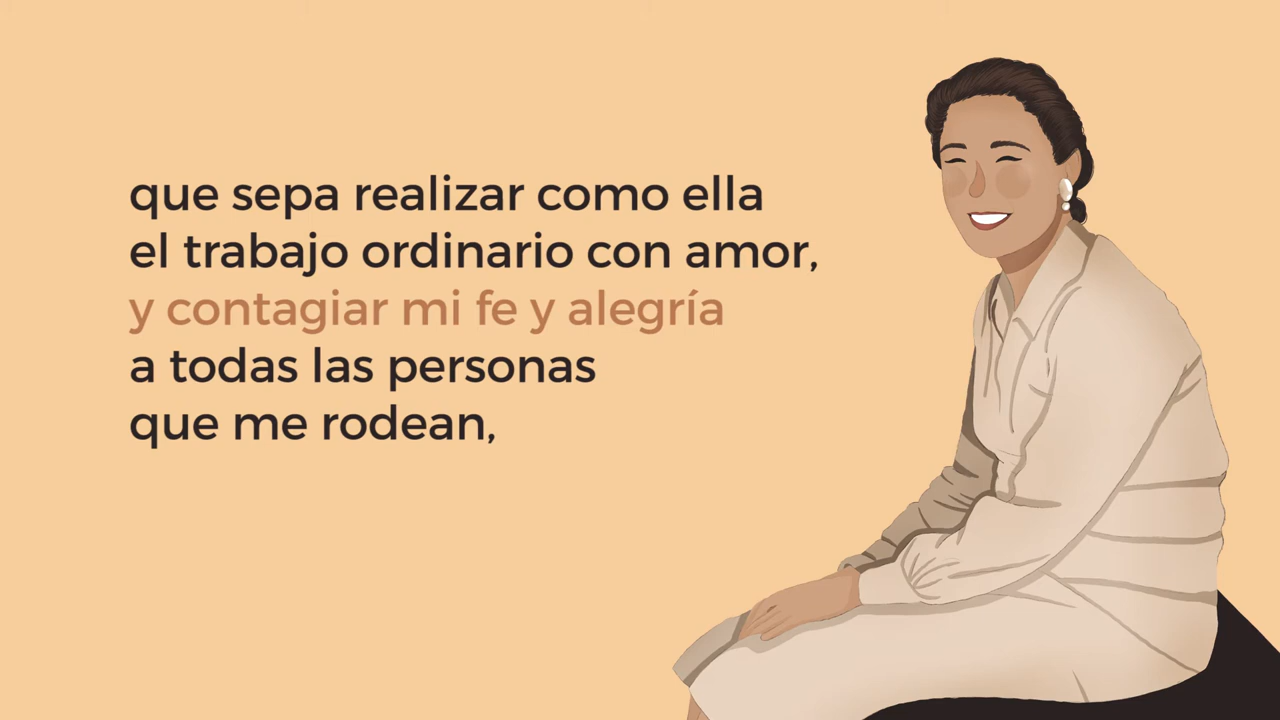 que sepa realizar como ella
el trabajo ordinario con amor,
y contagiar mi fe y alegría
a todas las personas
que me rodean,